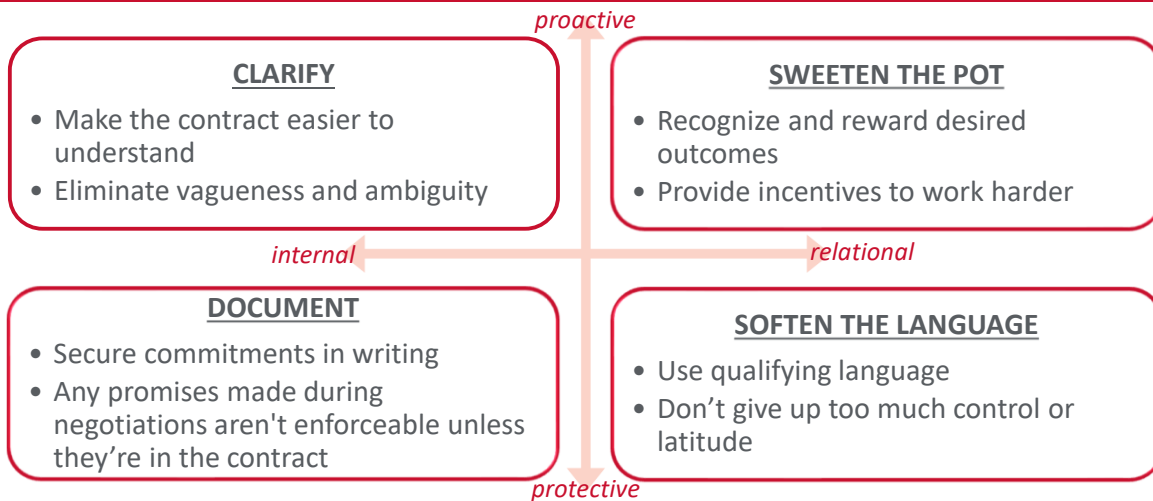 proactive
CLARIFY
• Make the contract easier to
understand
• Eliminate vagueness and ambiguity
SWEETEN THE POT
• Recognize and reward desired
outcomes
• Provide incentives to work harder
internal
relational
DOCUMENT
• Secure commitments in writing
• Any promises made during
negotiations aren't enforceable unless
they’re in the contract
SOFTEN THE LANGUAGE
• Use qualifying language
• Don’t give up too much control or
latitude
protective